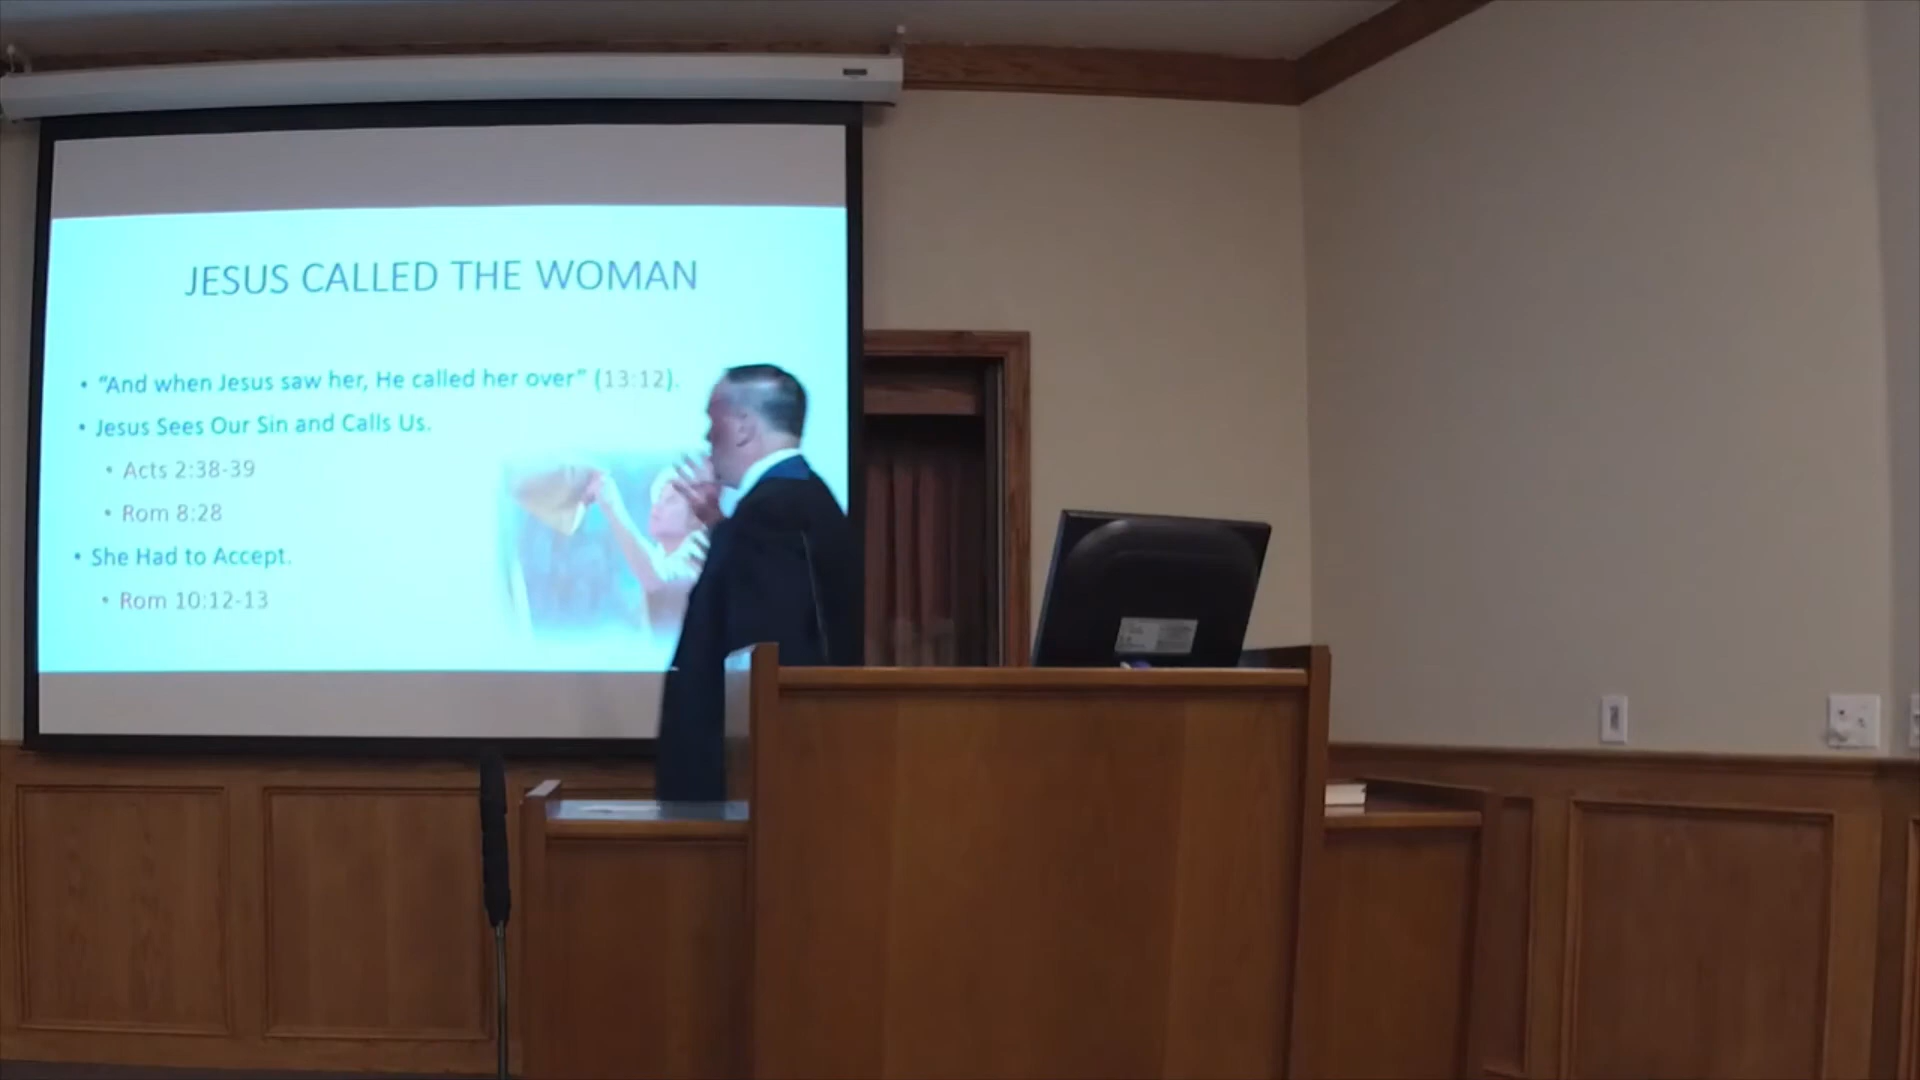 JESUS CALLED THE WOMAN
• "And when Jesus saw her, He called her over" (13:12).
• Jesus Sees Our Sin and Calls Us.
• Acts 2:38-39
• Rom 8:28
• She Had to Accept.
• Rom 10:12-13